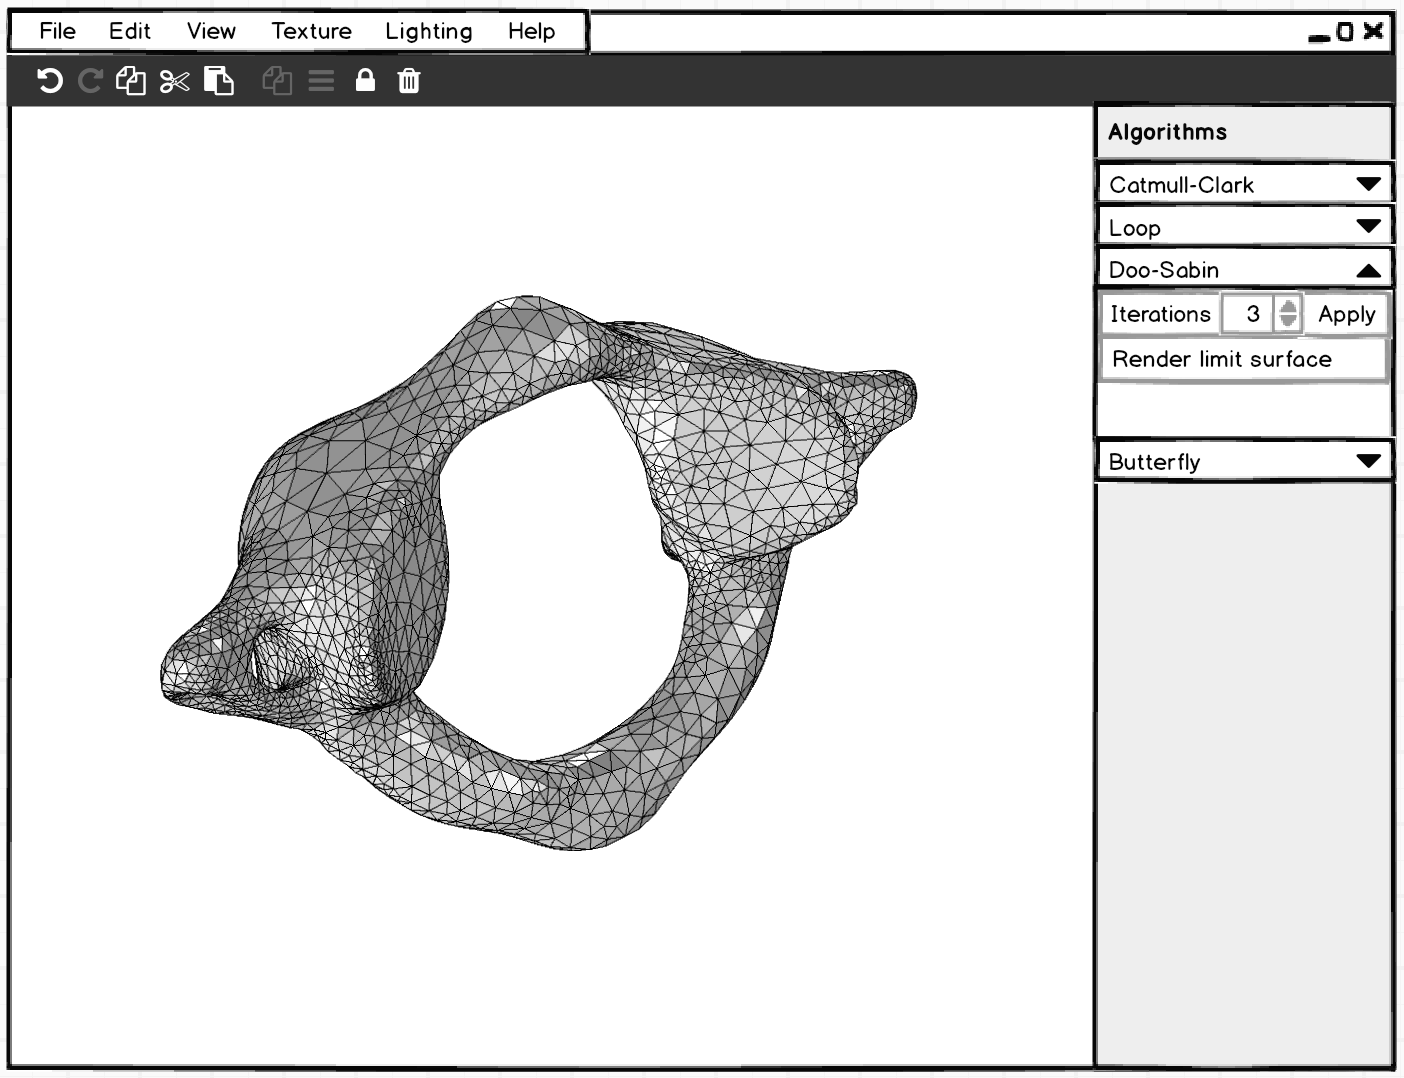 File Edit View Texture Lighting Help
Algorithms
Catmull-Clark
Loop
Doo-Sabin
Iterations 3 Apply
Render limit surface
Butterfly